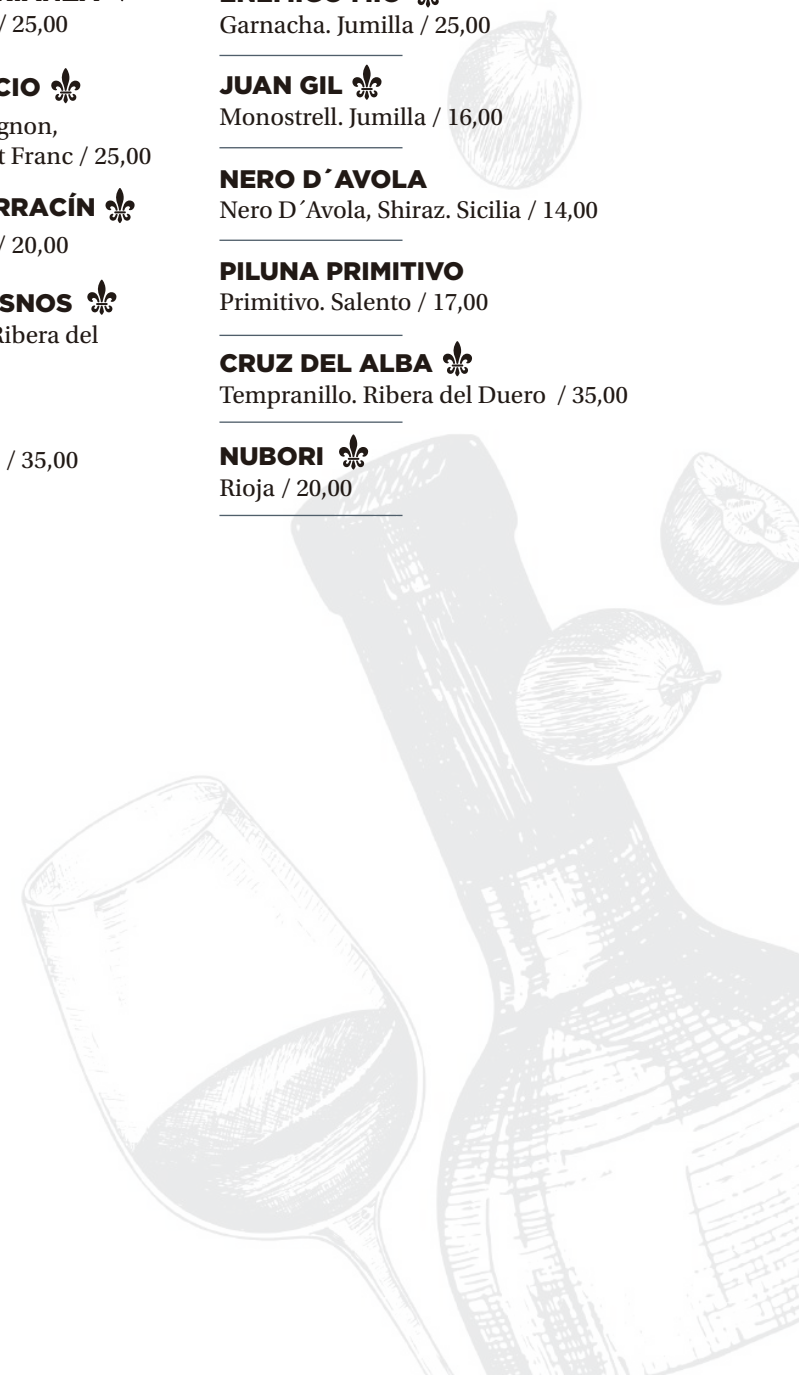 / 25,00
CIO
gnon,
t Franc / 25,00
RRACÍN
/ 20,00
SNOS
Ribera del
/ 35,00
Garnacha. Jumilla / 25,00
JUAN GIL
Monostrell. Jumilla / 16,00
NERO D´AVOLA
Nero D´Avola, Shiraz. Sicilia / 14,00
PILUNA PRIMITIVO
Primitivo. Salento / 17,00
CRUZ DEL ALBA
Tempranillo. Ribera del Duero / 35,00
NUBORI
Rioja / 20,00